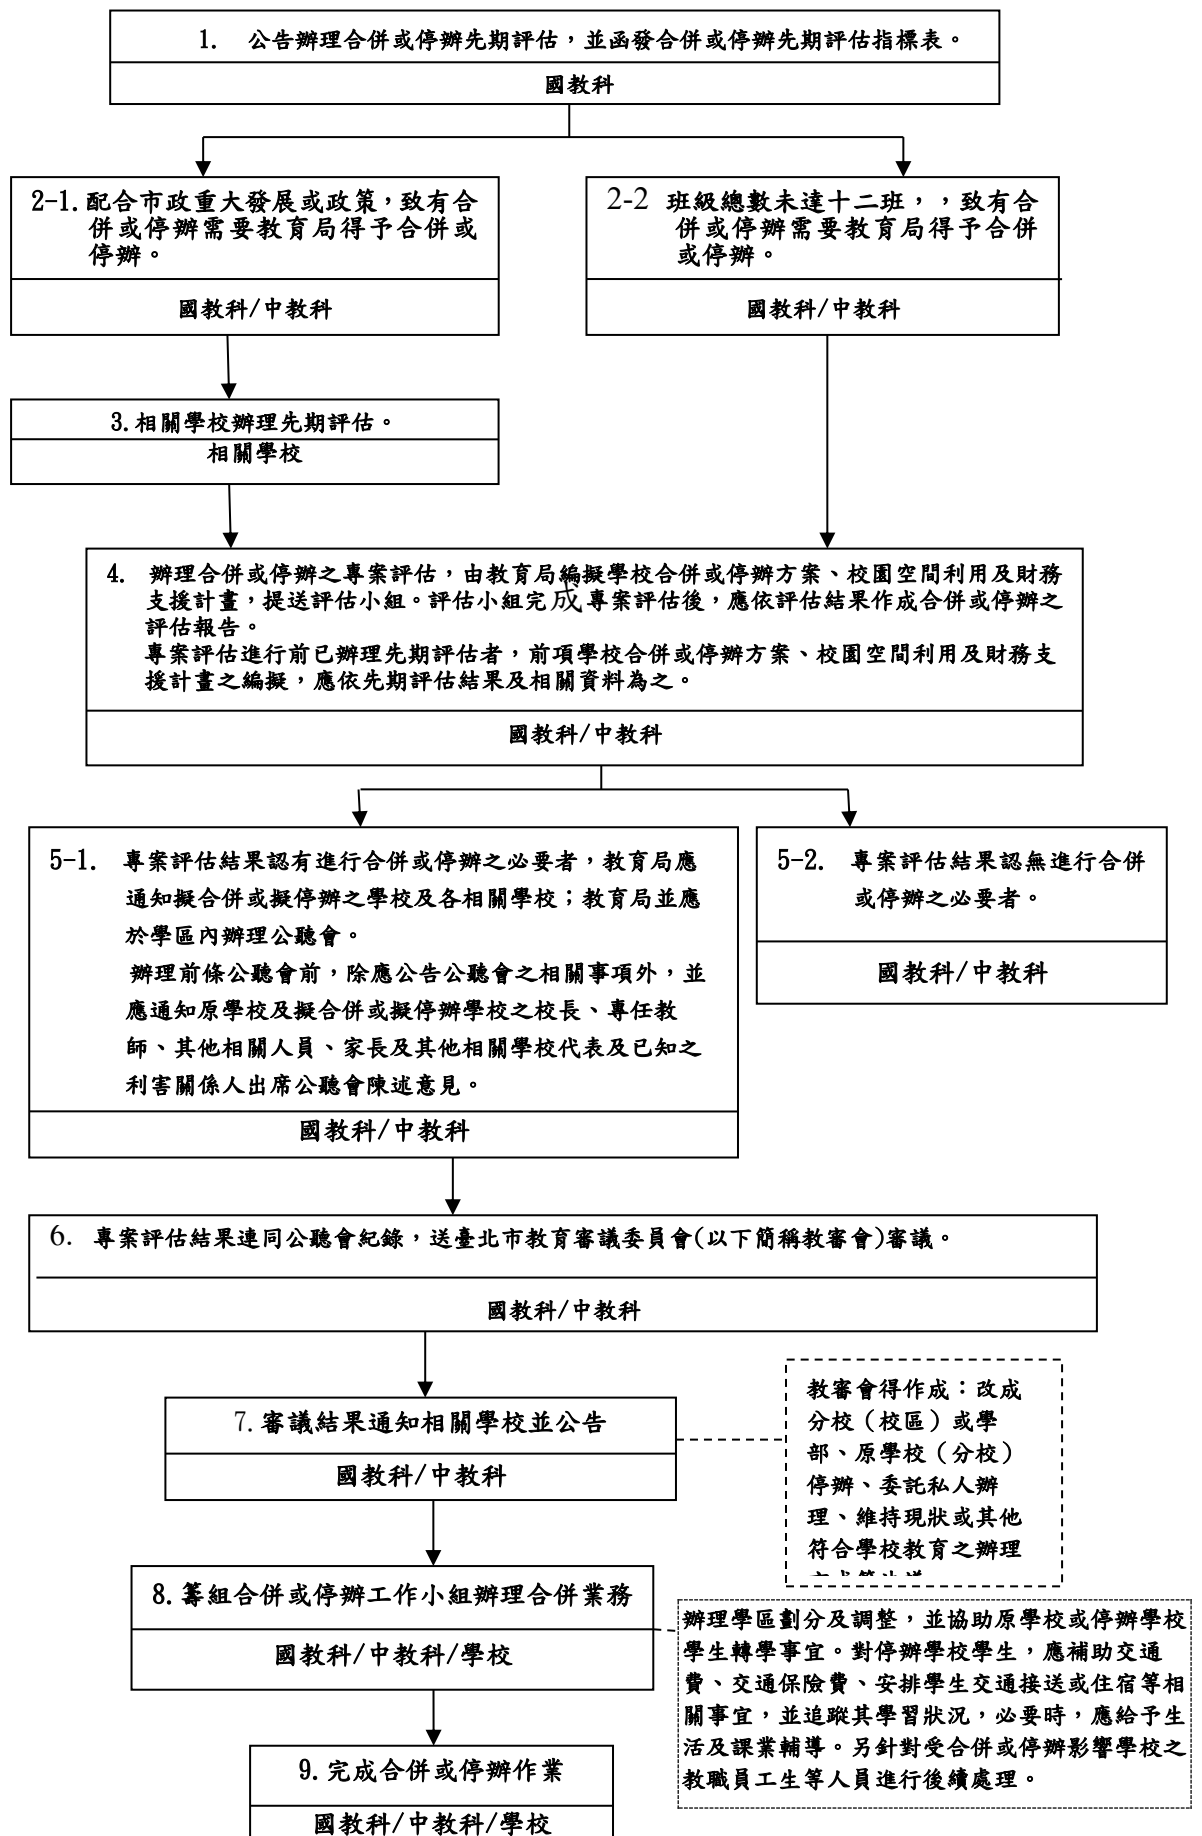 1. 公告辦理合併或停辦先期評估，並函發合併或停辦先期評估指標表。
國教科
2-1.配合市政重大發展或政策，致有合
併或停辦需要教育局得予合併或
停辦。
國教科/中教科
2-2 班級總數未達十二班，，致有合
併或停辦需要教育局得予合併
或停辦。
國教科/中教科
3.相關學校辦理先期評估。
相關學校
4. 辦理合併或停辦之專案評估，由教育局編擬學校合併或停辦方案、校園空間利用及財務
支援計畫，提送評估小組。評估小組完成專案評估後，應依評估結果作成合併或停辦之
評估報告。
專案評估進行前已辦理先期評估者，前項學校合併或停辦方案、校園空間利用及財務支
援計畫之編擬，應依先期評估結果及相關資料為之。
國教科/中教科
5-1. 專案評估結果認有進行合併或停辦之必要者，教育局應
通知擬合併或擬停辦之學校及各相關學校；教育局並應
於學區內辦理公聽會。
辦理前條公聽會前，除應公告公聽會之相關事項外，並
應通知原學校及擬合併或擬停辦學校之校長、專任教
師、其他相關人員、家長及其他相關學校代表及已知之
利害關係人出席公聽會陳述意見。
國教科/中教科
5-2. 專案評估結果認無進行合併
或停辦之必要者。
國教科/中教科
6. 專案評估結果連同公聽會紀錄，送臺北市教育審議委員會(以下簡稱教審會)審議。
國教科/中教科
7.審議結果通知相關學校並公告
國教科/中教科
教審會得作成：改成
分校（校區）或學
部、原學校（分校）
停辦、委託私人辦
理、維持現狀或其他
符合學校教育之辦理
8.籌組合併或停辦工作小組辦理合併業務
國教科/中教科/學校
辦理學區劃分及調整，並協助原學校或停辦學校
學生轉學事宜。對停辦學校學生，應補助交通
費、交通保險費、安排學生交通接送或住宿等相
關事宜，並追蹤其學習狀況，必要時，應給予生
活及課業輔導。另針對受合併或停辦影響學校之
教職員工生等人員進行後續處理。
9.完成合併或停辦作業
國教科/中教科/學校